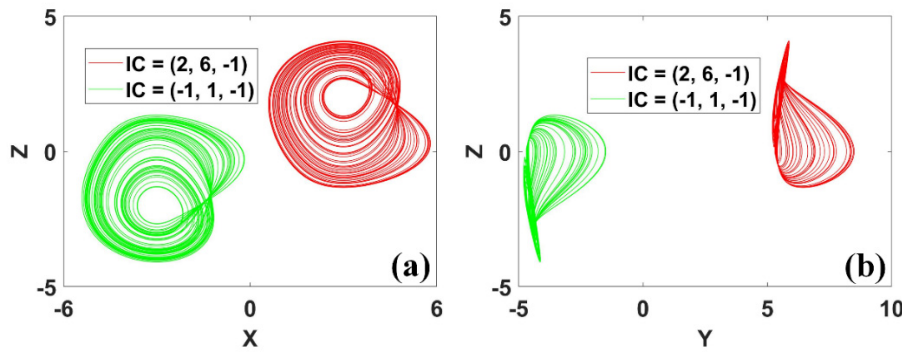 5
IC = (2, 6, -1)
IC = (-1, 1, -1)
Z
0
-5
-6
0
6
X
(a)
5
IC = (2, 6, -1)
IC = (-1, 1, -1)
Z
0
-5
-5
0
5
10
Y
(b)